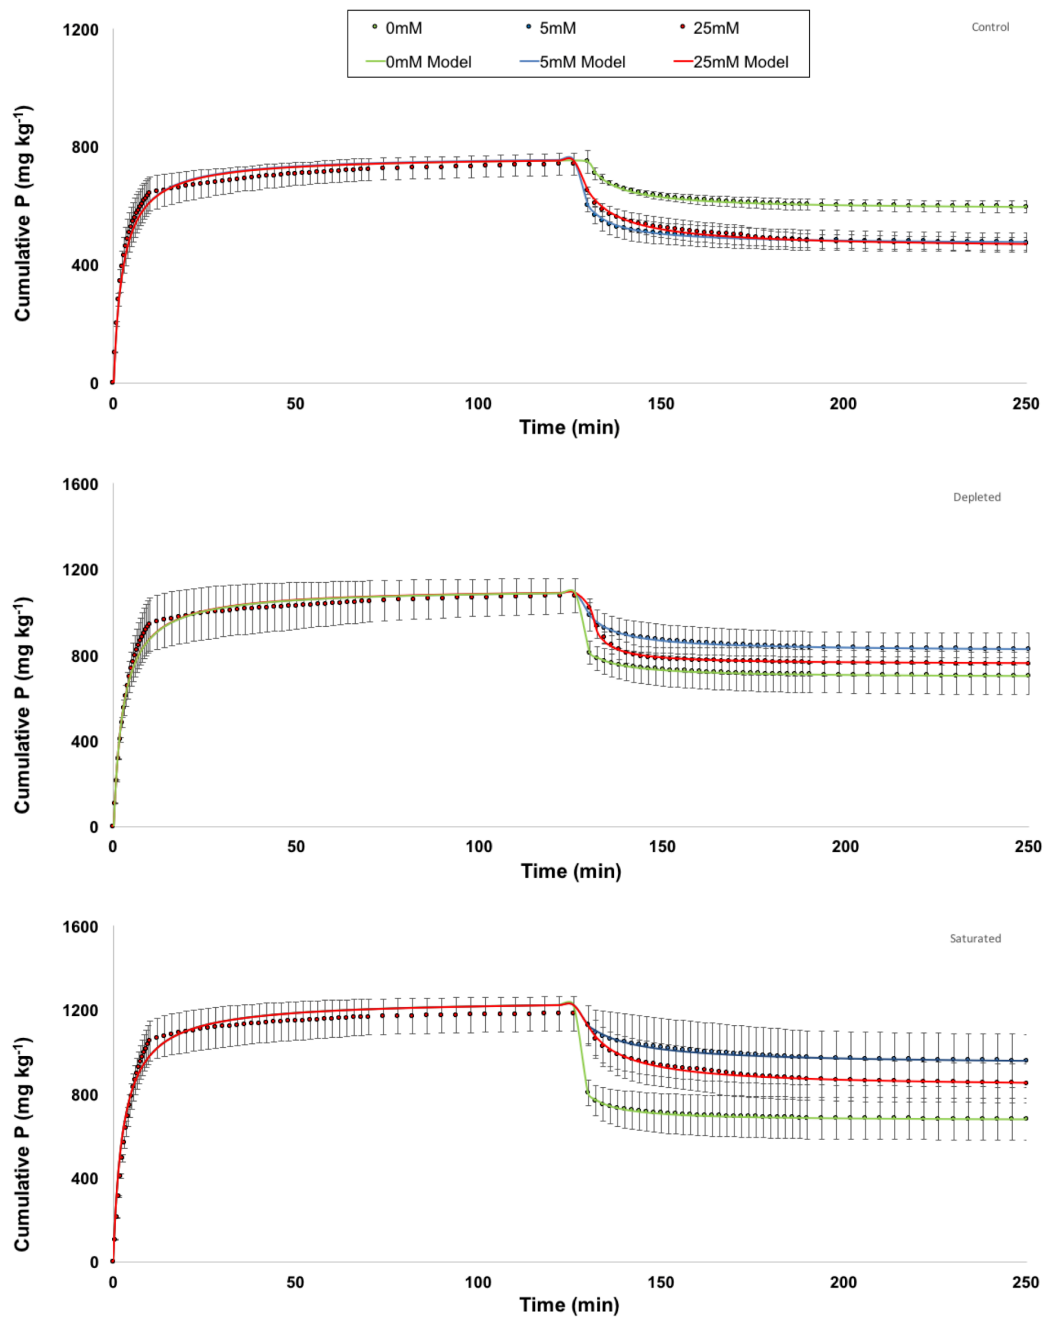 0mM 5mM 25mM
0mM Model 5mM Model 25mM Model
Control
1200
800
400
0
Cumulative P (mg kg⁻¹)
0 50 100 150 200 250
Time (min)
Depleted
1600
1200
800
400
0
Cumulative P (mg kg⁻¹)
0 50 100 150 200 250
Time (min)
Saturated
1600
1200
800
400
0
Cumulative P (mg kg⁻¹)
0 50 100 150 200 250
Time (min)